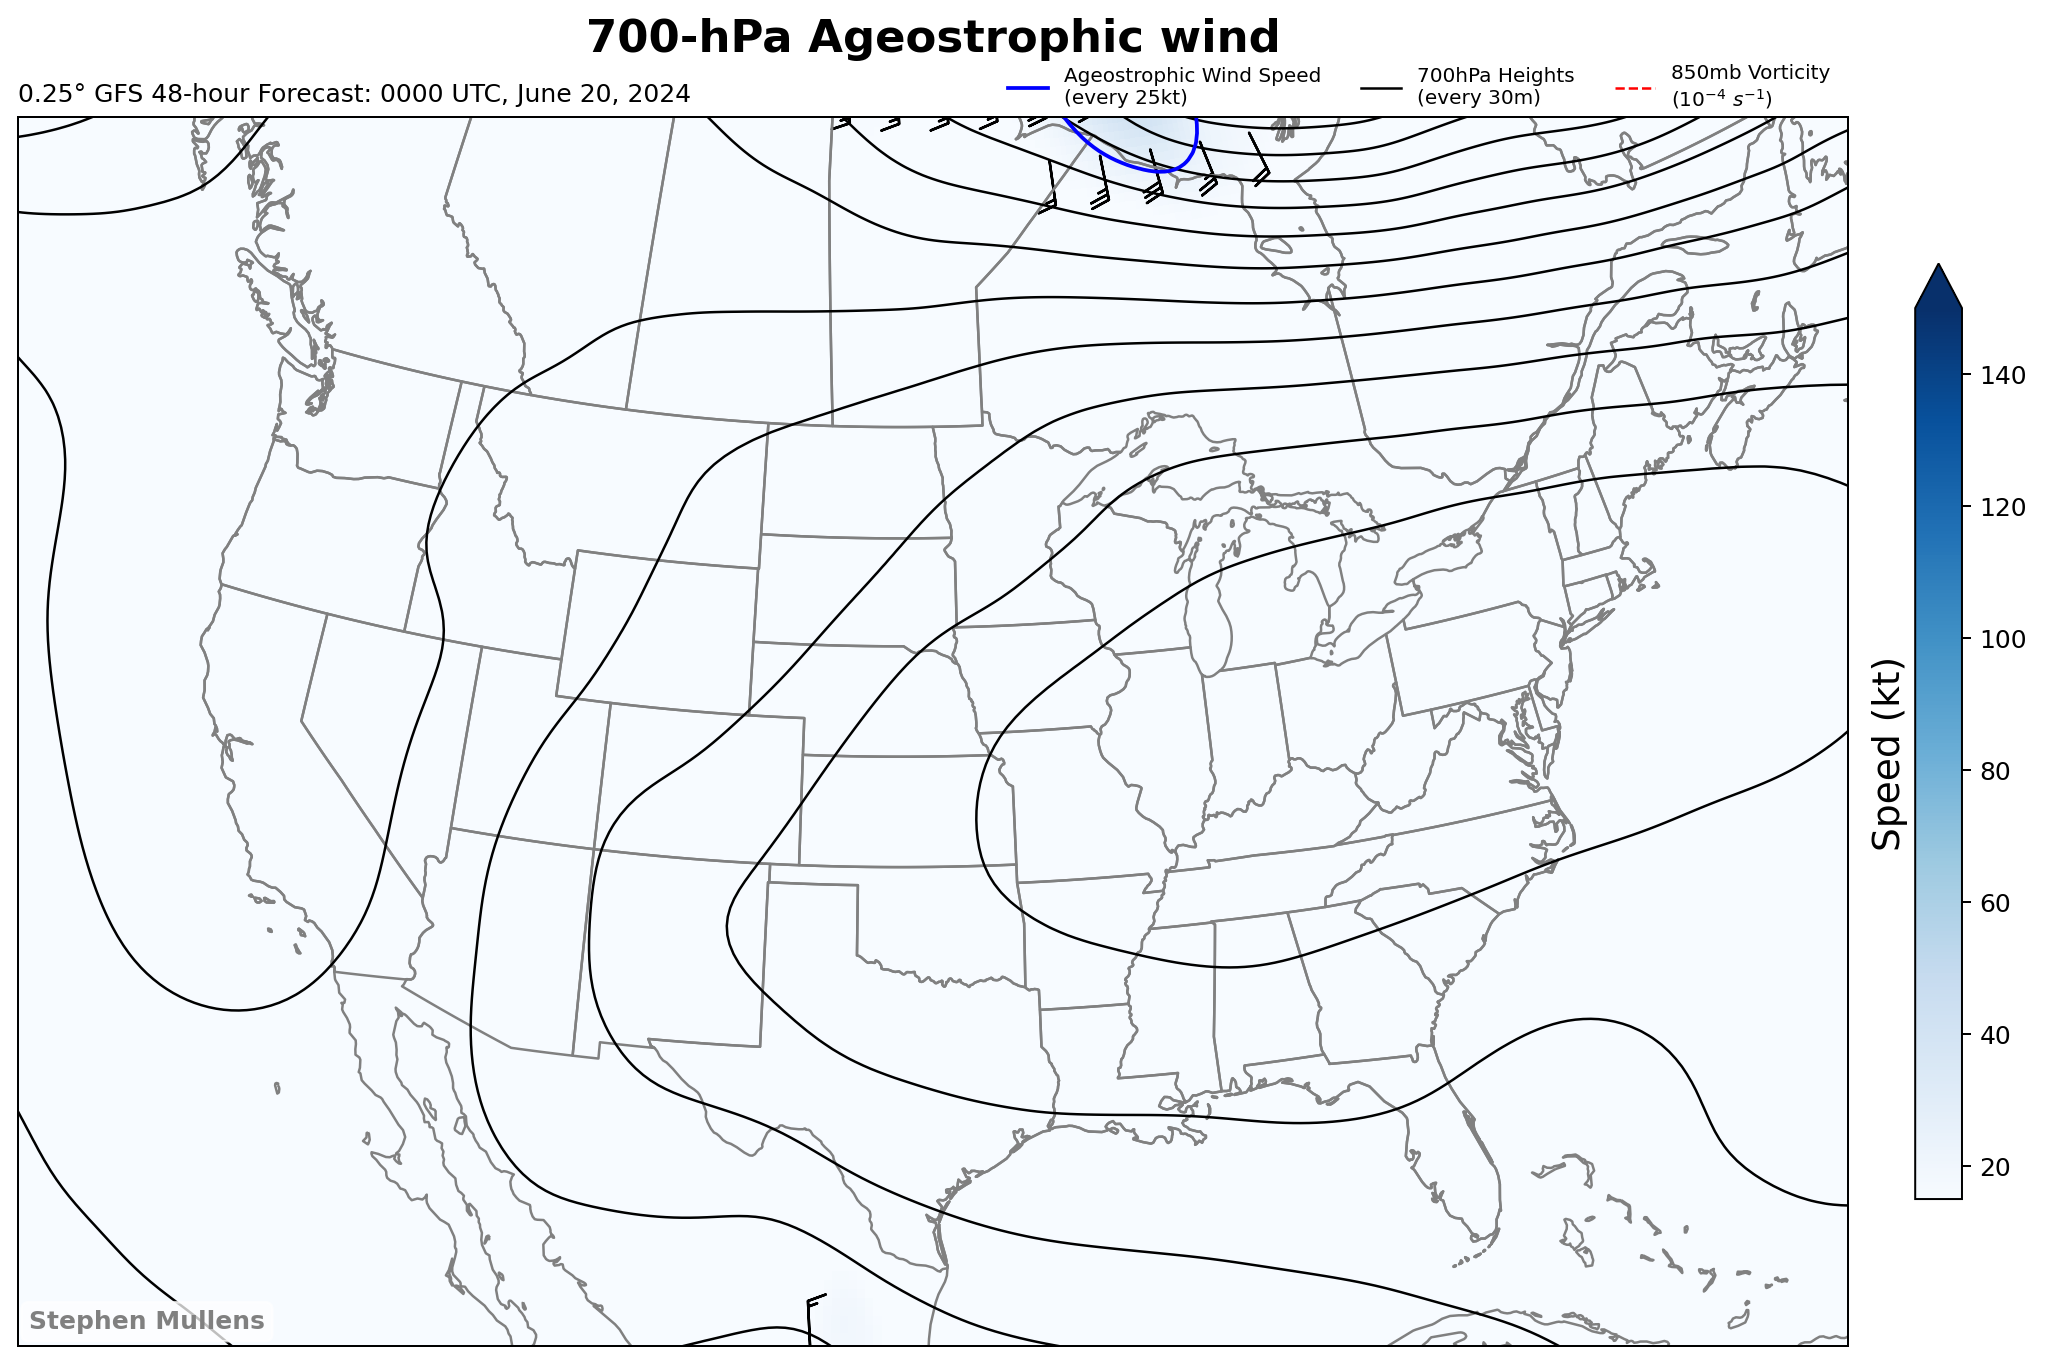 700-hPa Ageostrophic wind
0.25° GFS 48-hour Forecast: 0000 UTC, June 20, 2024
Ageostrophic Wind Speed
(every 25kt)
700hPa Heights
(every 30m)
850mb Vorticity
(10⁻⁴ s⁻¹)
140
120
100
80
60
40
20
Speed (kt)
Stephen Mullens